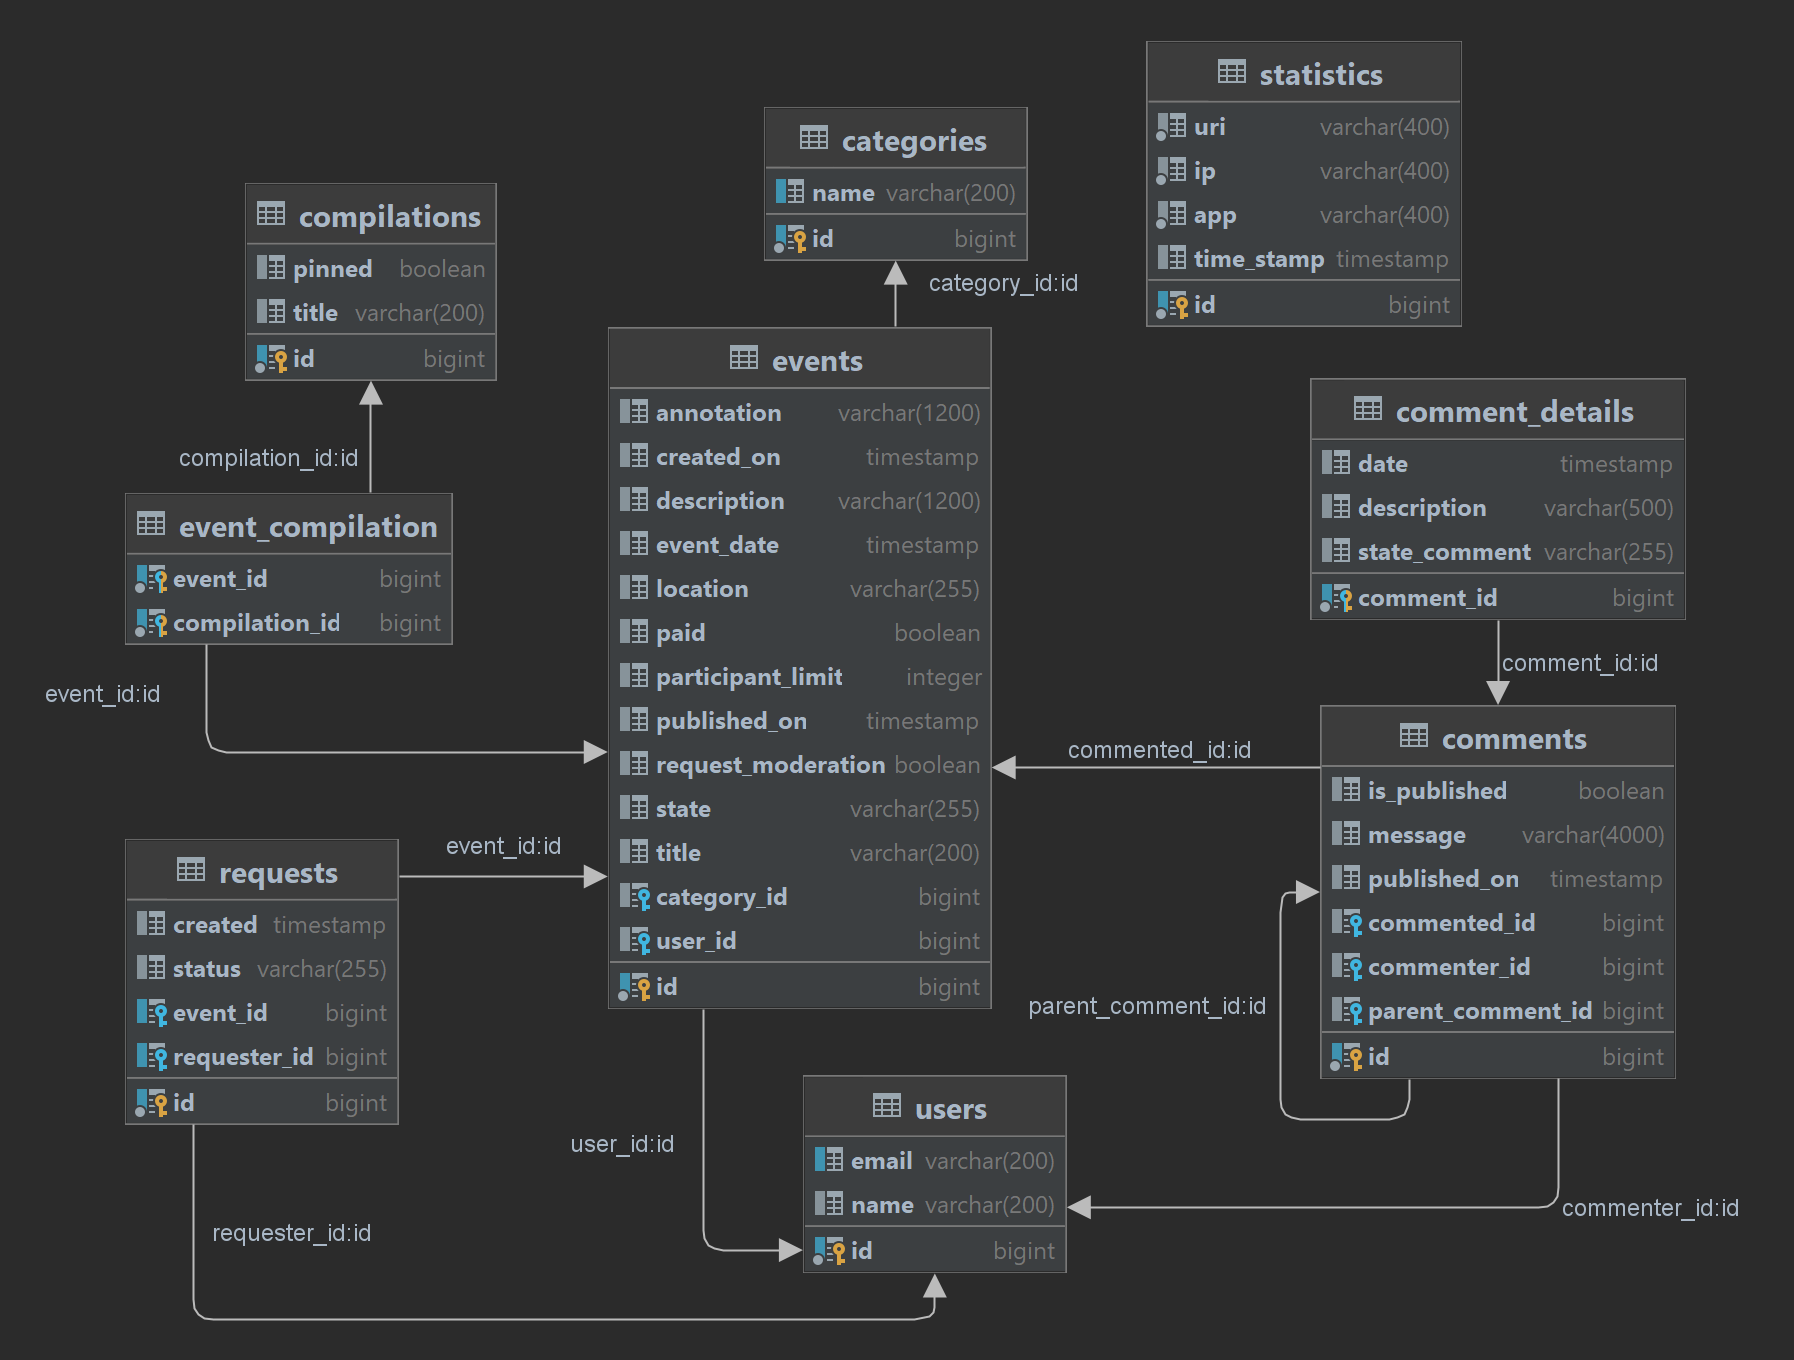 statistics
uri varchar(400)
ip varchar(400)
app varchar(400)
time_stamp timestamp
id bigint
categories
name varchar(200)
id bigint
category_id:id
compilations
pinned boolean
title varchar(200)
id bigint
compilation_id:id
event_compilation
event_id bigint
compilation_id bigint
event_id:id
events
annotation varchar(1200)
created_on timestamp
description varchar(1200)
event_date timestamp
location varchar(255)
paid boolean
participant_limit integer
published_on timestamp
request_moderation boolean
state varchar(255)
title varchar(200)
category_id bigint
user_id bigint
id bigint
comment_details
date timestamp
description varchar(500)
state_comment varchar(255)
comment_id bigint
comment_id:id
comments
is_published boolean
message varchar(4000)
published_on timestamp
commented_id bigint
commenter_id bigint
parent_comment_id bigint
id bigint
commented_id:id
parent_comment_id:id
commenter_id:id
requests
created timestamp
status varchar(255)
event_id bigint
requester_id bigint
id bigint
event_id:id
requester_id:id
user_id:id
users
email varchar(200)
name varchar(200)
id bigint